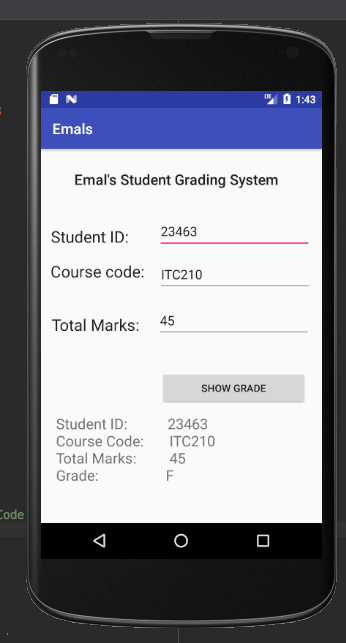 LTE 1:43
Emals
Emal's Student Grading System
Student ID: 23463
Course code: ITC210
Total Marks: 45
SHOW GRADE
Student ID: 23463
Course Code: ITC210
Total Marks: 45
Grade: F
Code